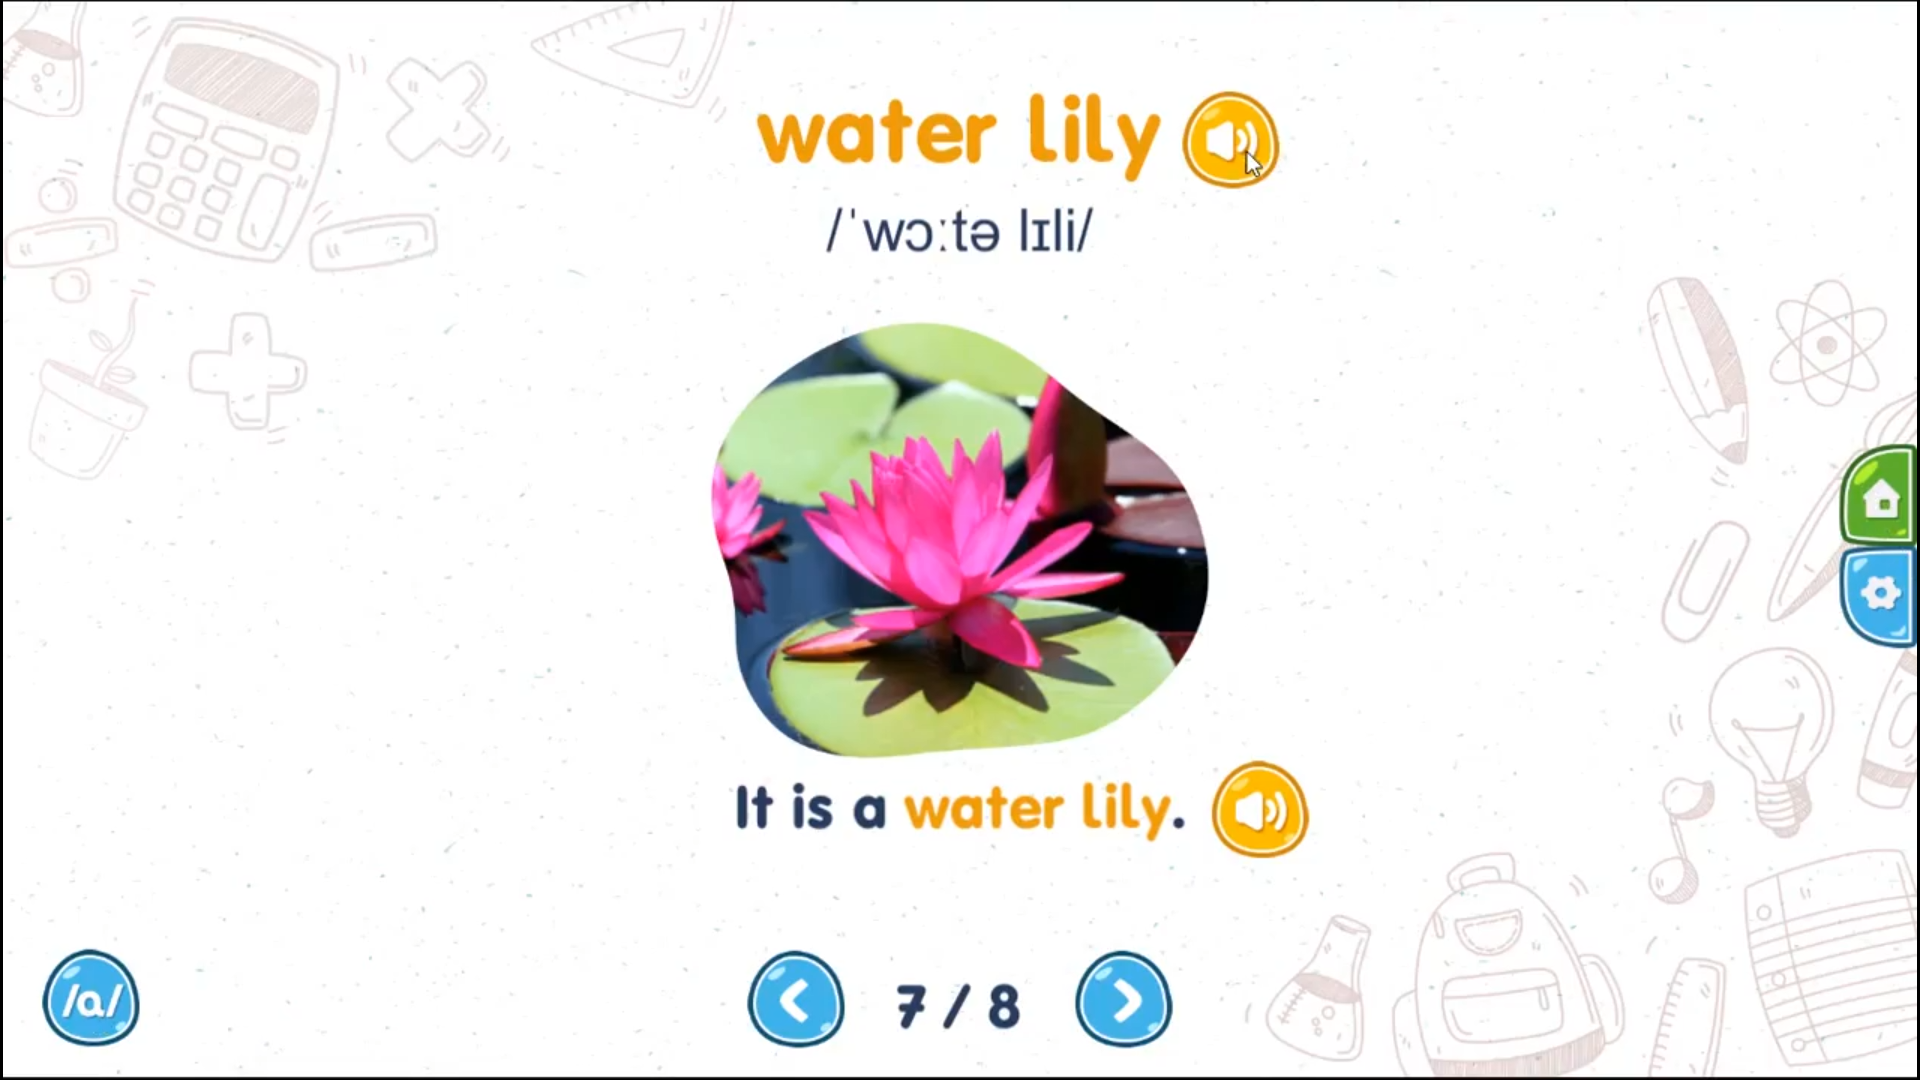 water lily
/ˈwɔːtə lɪli/
It is a water lily.
/a/
7 / 8